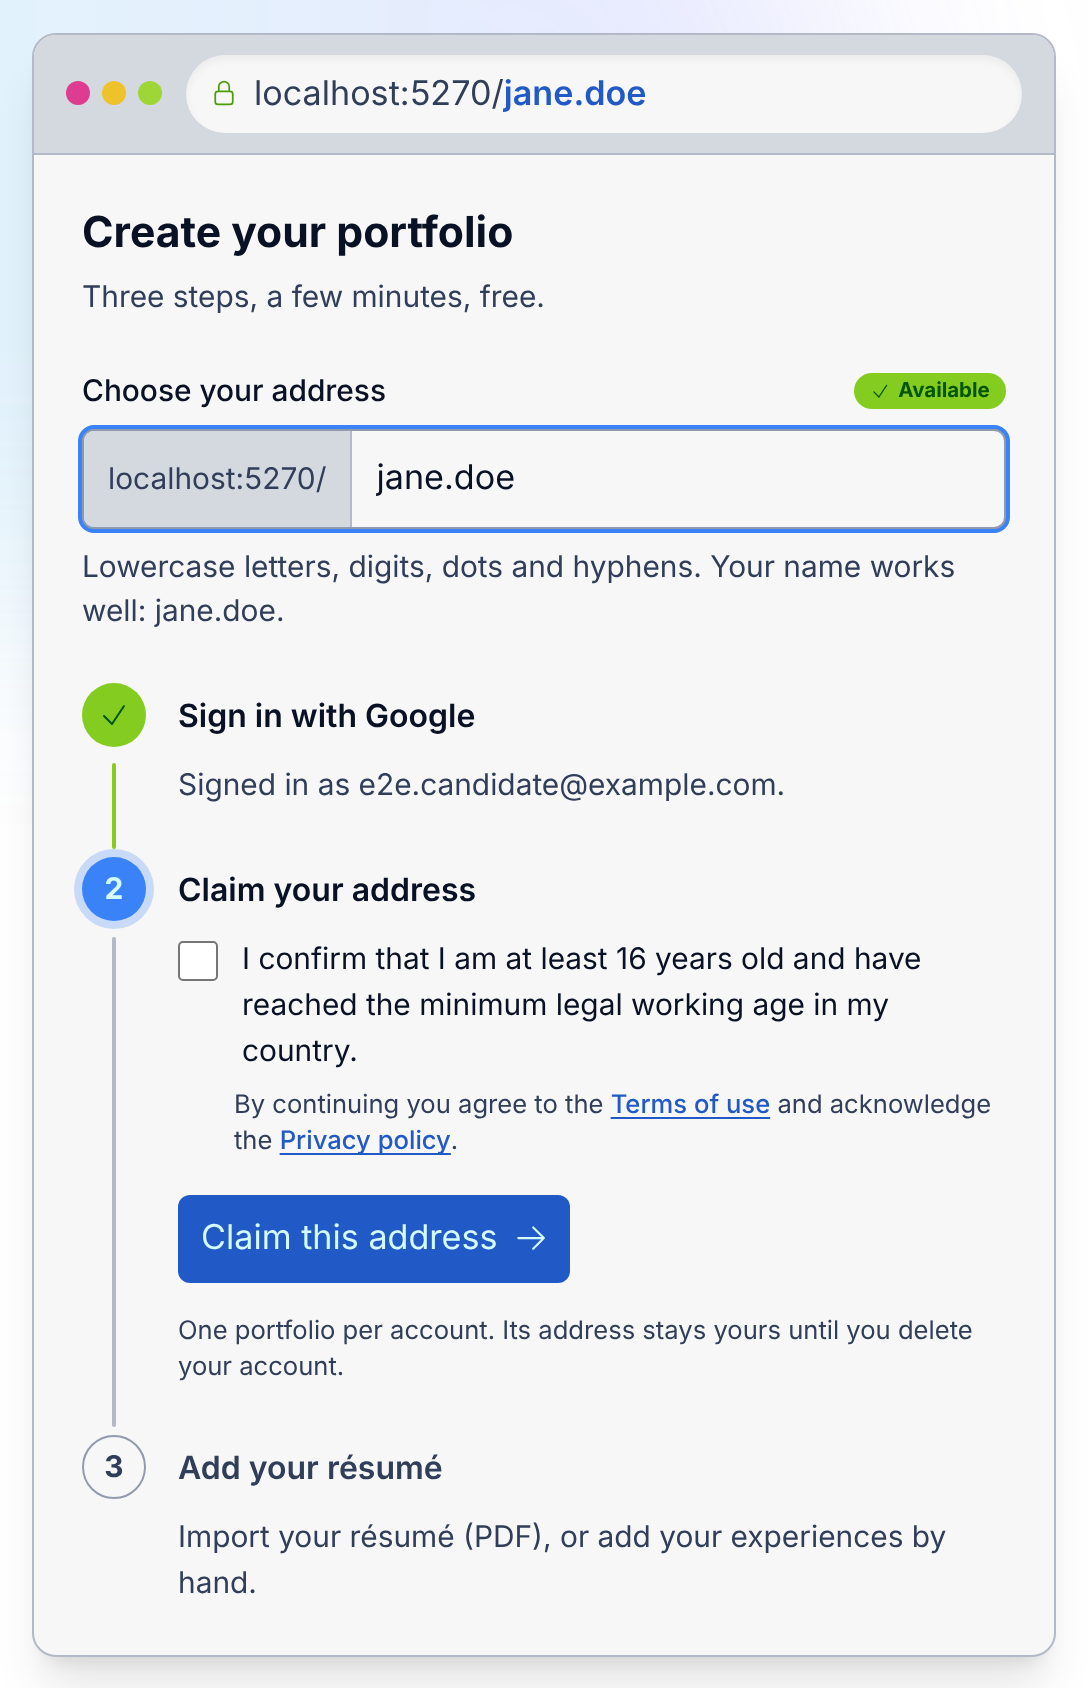 localhost:5270/jane.doe
Create your portfolio
Three steps, a few minutes, free.
Choose your address
Available
localhost:5270/ jane.doe
Lowercase letters, digits, dots and hyphens. Your name works
well: jane.doe.
Sign in with Google
Signed in as e2e.candidate@example.com.
2 Claim your address
I confirm that I am at least 16 years old and have
reached the minimum legal working age in my
country.
By continuing you agree to the Terms of use and acknowledge
the Privacy policy.
Claim this address →
One portfolio per account. Its address stays yours until you delete
your account.
3 Add your résumé
Import your résumé (PDF), or add your experiences by
hand.